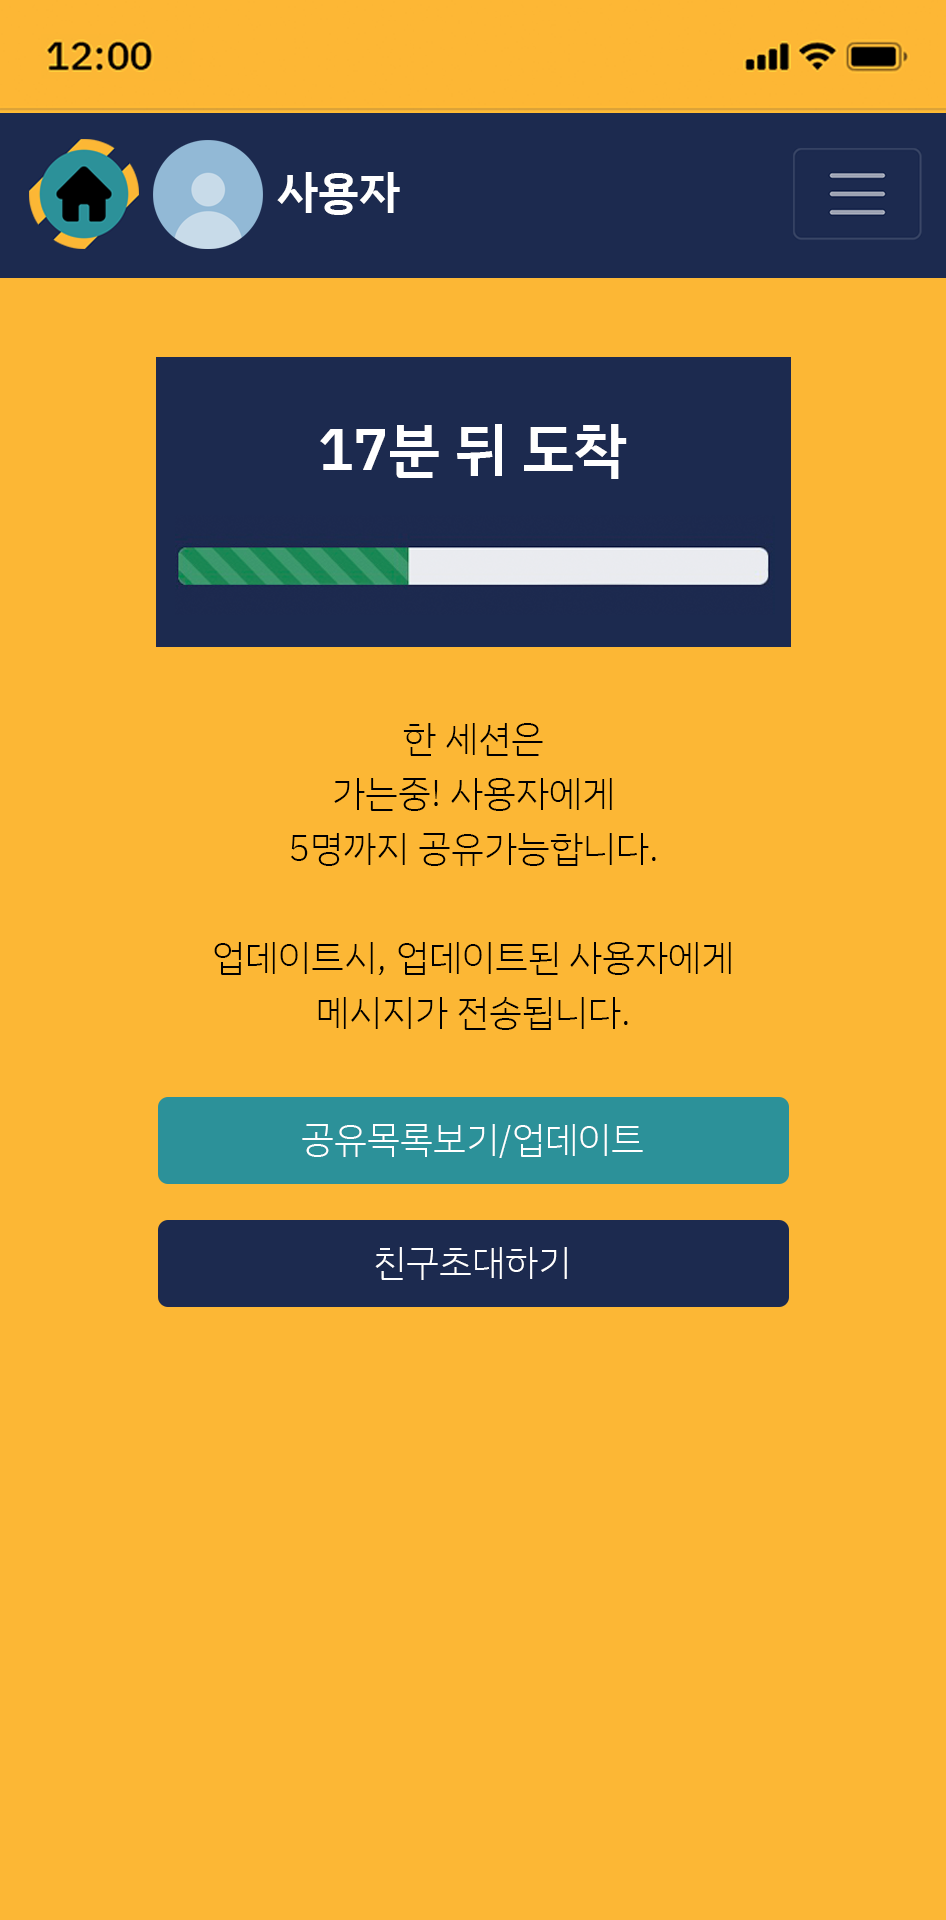 12:00
사용자
17분 뒤 도착
한 세션은
가는중! 사용자에게
5명까지 공유가능합니다.
업데이트시, 업데이트된 사용자에게
메시지가 전송됩니다.
공유목록보기/업데이트
친구초대하기